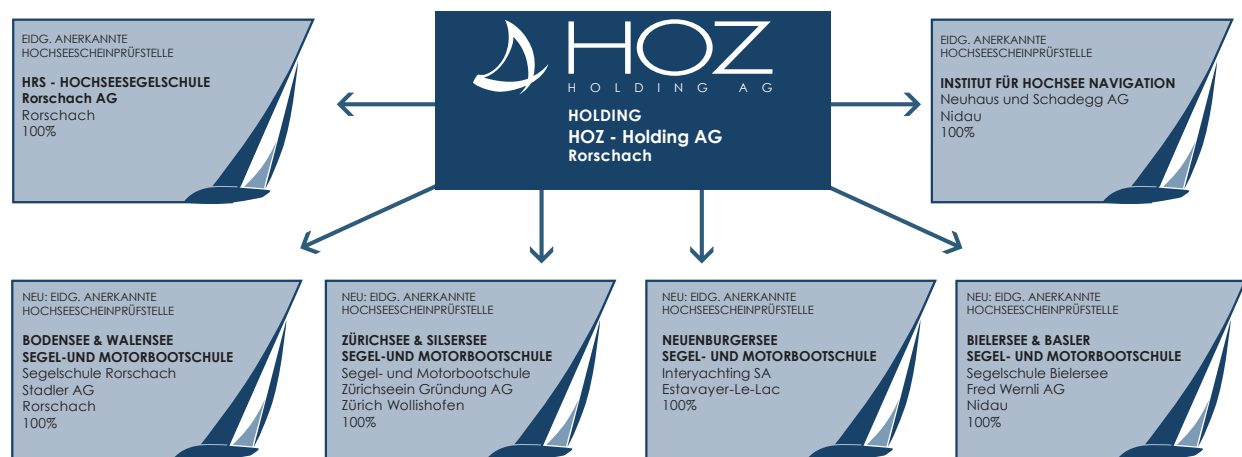 EIDG. ANERKANNTE
HOCHSEESCHEINPRÜFSTELLE
HRS - HOCHSEESEGELSCHULE
Rorschach AG
Rorschach
100%
HOZ
HOLDING AG
HOLDING
HOZ - Holding AG
Rorschach
EIDG. ANERKANNTE
HOCHSEESCHEINPRÜFSTELLE
INSTITUT FÜR HOCHSEE NAVIGATION
Neuhaus und Schadegg AG
Nidau
100%
NEU: EIDG. ANERKANNTE
HOCHSEESCHEINPRÜFSTELLE
BODENSEE & WALENSEE
SEGEL-UND MOTORBOOTSCHULE
Segelschule Rorschach
Stadler AG
Rorschach
100%
NEU: EIDG. ANERKANNTE
HOCHSEESCHEINPRÜFSTELLE
ZÜRICHSEE & SILSERSEE
SEGEL-UND MOTORBOOTSCHULE
Segel- und Motorbootschule
Zürichseein Gründung AG
Zürich Wollishofen
100%
NEU: EIDG. ANERKANNTE
HOCHSEESCHEINPRÜFSTELLE
NEUENBURGERSEE
SEGEL- UND MOTORBOOTSCHULE
Interyachting SA
Estavayer-Le-Lac
100%
NEU: EIDG. ANERKANNTE
HOCHSEESCHEINPRÜFSTELLE
BIELERSEE & BASLER
SEGEL- UND MOTORBOOTSCHULE
Segelschule Bielersee
Fred Wernli AG
Nidau
100%